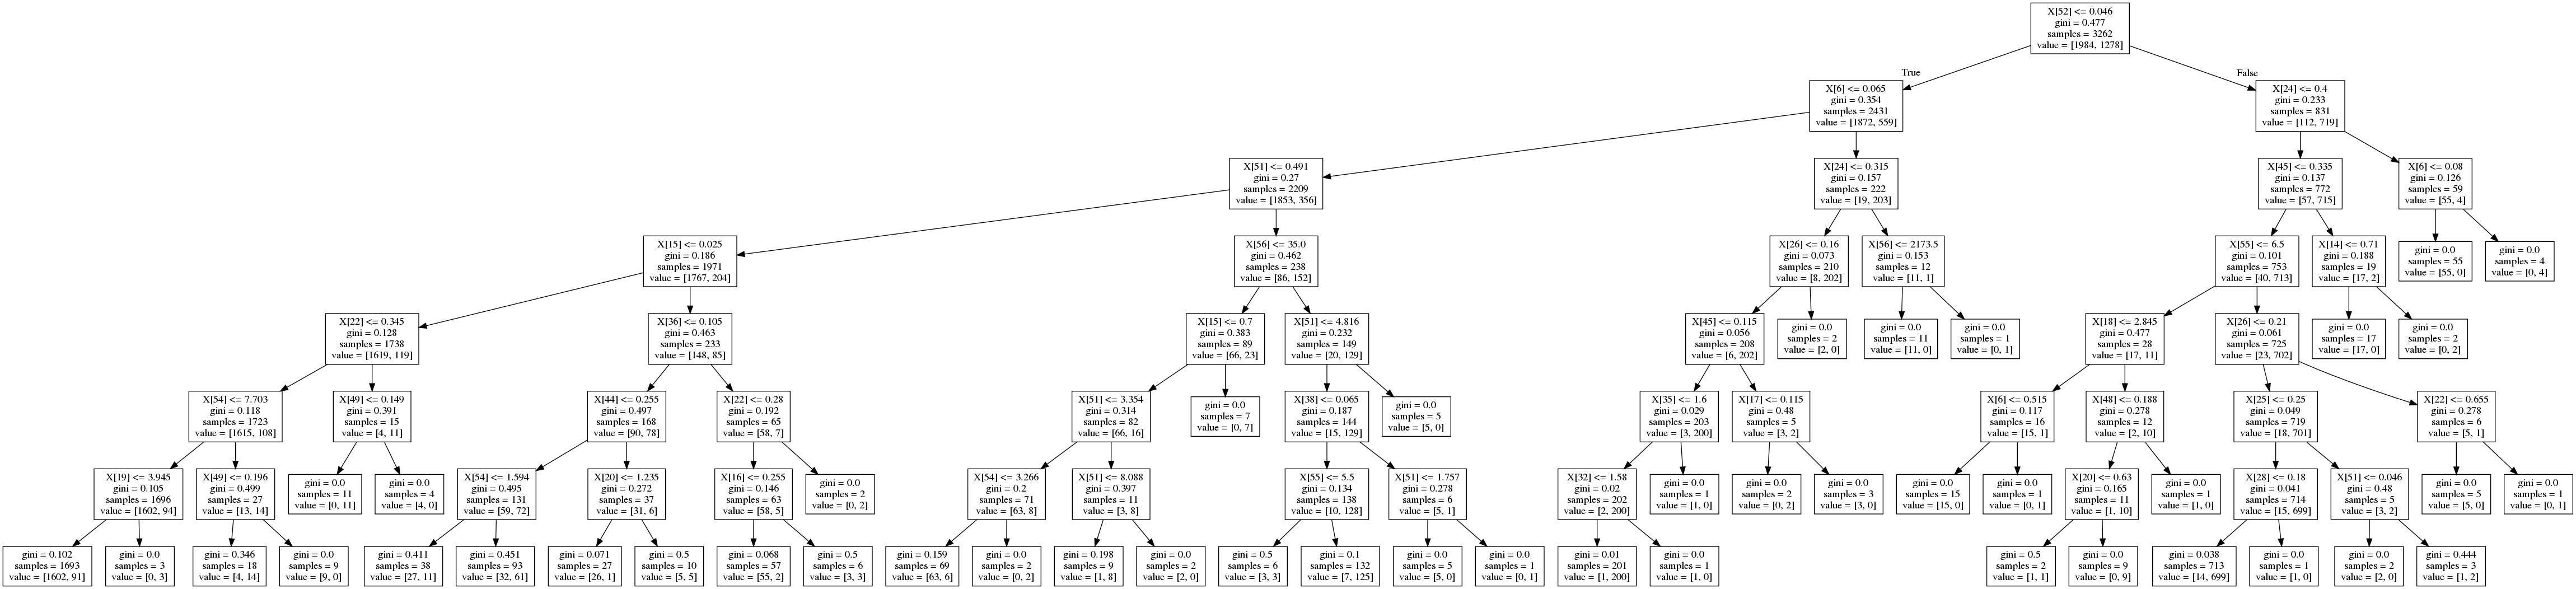 X[52] <= 0.046
gini = 0.477
samples = 3262
value = [1984, 1278]
True
False
X[6] <= 0.065
gini = 0.354
samples = 2431
value = [1872, 559]
X[24] <= 0.4
gini = 0.233
samples = 831
value = [112, 719]
X[51] <= 0.491
gini = 0.27
samples = 2209
value = [1853, 356]
X[24] <= 0.315
gini = 0.157
samples = 222
value = [19, 203]
X[45] <= 0.335
gini = 0.137
samples = 772
value = [57, 715]
X[6] <= 0.08
gini = 0.126
samples = 59
value = [55, 4]
X[15] <= 0.025
gini = 0.186
samples = 1971
value = [1767, 204]
X[56] <= 35.0
gini = 0.462
samples = 238
value = [86, 152]
X[26] <= 0.16
gini = 0.073
samples = 210
value = [8, 202]
X[56] <= 2173.5
gini = 0.153
samples = 12
value = [11, 1]
X[55] <= 6.5
gini = 0.101
samples = 753
value = [40, 713]
X[14] <= 0.71
gini = 0.188
samples = 19
value = [17, 2]
gini = 0.0
samples = 55
value = [55, 0]
gini = 0.0
samples = 4
value = [0, 4]
X[22] <= 0.345
gini = 0.128
samples = 1738
value = [1619, 119]
X[36] <= 0.105
gini = 0.463
samples = 233
value = [148, 85]
X[15] <= 0.7
gini = 0.383
samples = 89
value = [66, 23]
X[51] <= 4.816
gini = 0.232
samples = 149
value = [20, 129]
X[45] <= 0.115
gini = 0.056
samples = 208
value = [6, 202]
gini = 0.0
samples = 2
value = [2, 0]
gini = 0.0
samples = 11
value = [11, 0]
gini = 0.0
samples = 1
value = [0, 1]
X[18] <= 2.845
gini = 0.477
samples = 28
value = [17, 11]
X[26] <= 0.21
gini = 0.061
samples = 725
value = [23, 702]
gini = 0.0
samples = 17
value = [17, 0]
gini = 0.0
samples = 2
value = [0, 2]
X[54] <= 7.703
gini = 0.118
samples = 1723
value = [1615, 108]
X[49] <= 0.149
gini = 0.391
samples = 15
value = [4, 11]
X[44] <= 0.255
gini = 0.497
samples = 168
value = [90, 78]
X[22] <= 0.28
gini = 0.192
samples = 65
value = [58, 7]
X[51] <= 3.354
gini = 0.314
samples = 82
value = [66, 16]
gini = 0.0
samples = 7
value = [0, 7]
X[38] <= 0.065
gini = 0.187
samples = 144
value = [15, 129]
gini = 0.0
samples = 5
value = [5, 0]
X[35] <= 1.6
gini = 0.029
samples = 203
value = [3, 200]
X[17] <= 0.115
gini = 0.48
samples = 5
value = [3, 2]
X[6] <= 0.515
gini = 0.117
samples = 16
value = [15, 1]
X[48] <= 0.188
gini = 0.278
samples = 12
value = [2, 10]
X[25] <= 0.25
gini = 0.049
samples = 719
value = [18, 701]
X[22] <= 0.655
gini = 0.278
samples = 6
value = [5, 1]
X[19] <= 3.945
gini = 0.105
samples = 1696
value = [1602, 94]
X[49] <= 0.196
gini = 0.499
samples = 27
value = [13, 14]
gini = 0.0
samples = 11
value = [0, 11]
gini = 0.0
samples = 4
value = [4, 0]
X[54] <= 1.594
gini = 0.495
samples = 131
value = [59, 72]
X[20] <= 1.235
gini = 0.272
samples = 37
value = [31, 6]
X[16] <= 0.255
gini = 0.146
samples = 63
value = [58, 5]
gini = 0.0
samples = 2
value = [0, 2]
X[54] <= 3.266
gini = 0.2
samples = 71
value = [63, 8]
X[51] <= 8.088
gini = 0.397
samples = 11
value = [3, 8]
X[55] <= 5.5
gini = 0.134
samples = 138
value = [10, 128]
X[51] <= 1.757
gini = 0.278
samples = 6
value = [5, 1]
X[32] <= 1.58
gini = 0.02
samples = 202
value = [2, 200]
gini = 0.0
samples = 1
value = [1, 0]
gini = 0.0
samples = 2
value = [0, 2]
gini = 0.0
samples = 3
value = [3, 0]
gini = 0.0
samples = 15
value = [15, 0]
gini = 0.0
samples = 1
value = [0, 1]
X[20] <= 0.63
gini = 0.165
samples = 11
value = [1, 10]
gini = 0.0
samples = 1
value = [1, 0]
X[28] <= 0.18
gini = 0.041
samples = 714
value = [15, 699]
X[51] <= 0.046
gini = 0.48
samples = 5
value = [3, 2]
gini = 0.0
samples = 5
value = [5, 0]
gini = 0.0
samples = 1
value = [0, 1]
gini = 0.102
samples = 1693
value = [1602, 91]
gini = 0.0
samples = 3
value = [0, 3]
gini = 0.346
samples = 18
value = [4, 14]
gini = 0.0
samples = 9
value = [9, 0]
gini = 0.411
samples = 38
value = [27, 11]
gini = 0.451
samples = 93
value = [32, 61]
gini = 0.071
samples = 27
value = [26, 1]
gini = 0.5
samples = 10
value = [5, 5]
gini = 0.068
samples = 57
value = [55, 2]
gini = 0.5
samples = 6
value = [3, 3]
gini = 0.159
samples = 69
value = [63, 6]
gini = 0.0
samples = 2
value = [0, 2]
gini = 0.198
samples = 9
value = [1, 8]
gini = 0.0
samples = 2
value = [2, 0]
gini = 0.5
samples = 6
value = [3, 3]
gini = 0.1
samples = 132
value = [7, 125]
gini = 0.0
samples = 5
value = [5, 0]
gini = 0.0
samples = 1
value = [0, 1]
gini = 0.01
samples = 201
value = [1, 200]
gini = 0.0
samples = 1
value = [1, 0]
gini = 0.5
samples = 2
value = [1, 1]
gini = 0.0
samples = 9
value = [0, 9]
gini = 0.038
samples = 713
value = [14, 699]
gini = 0.0
samples = 1
value = [1, 0]
gini = 0.0
samples = 2
value = [2, 0]
gini = 0.444
samples = 3
value = [1, 2]